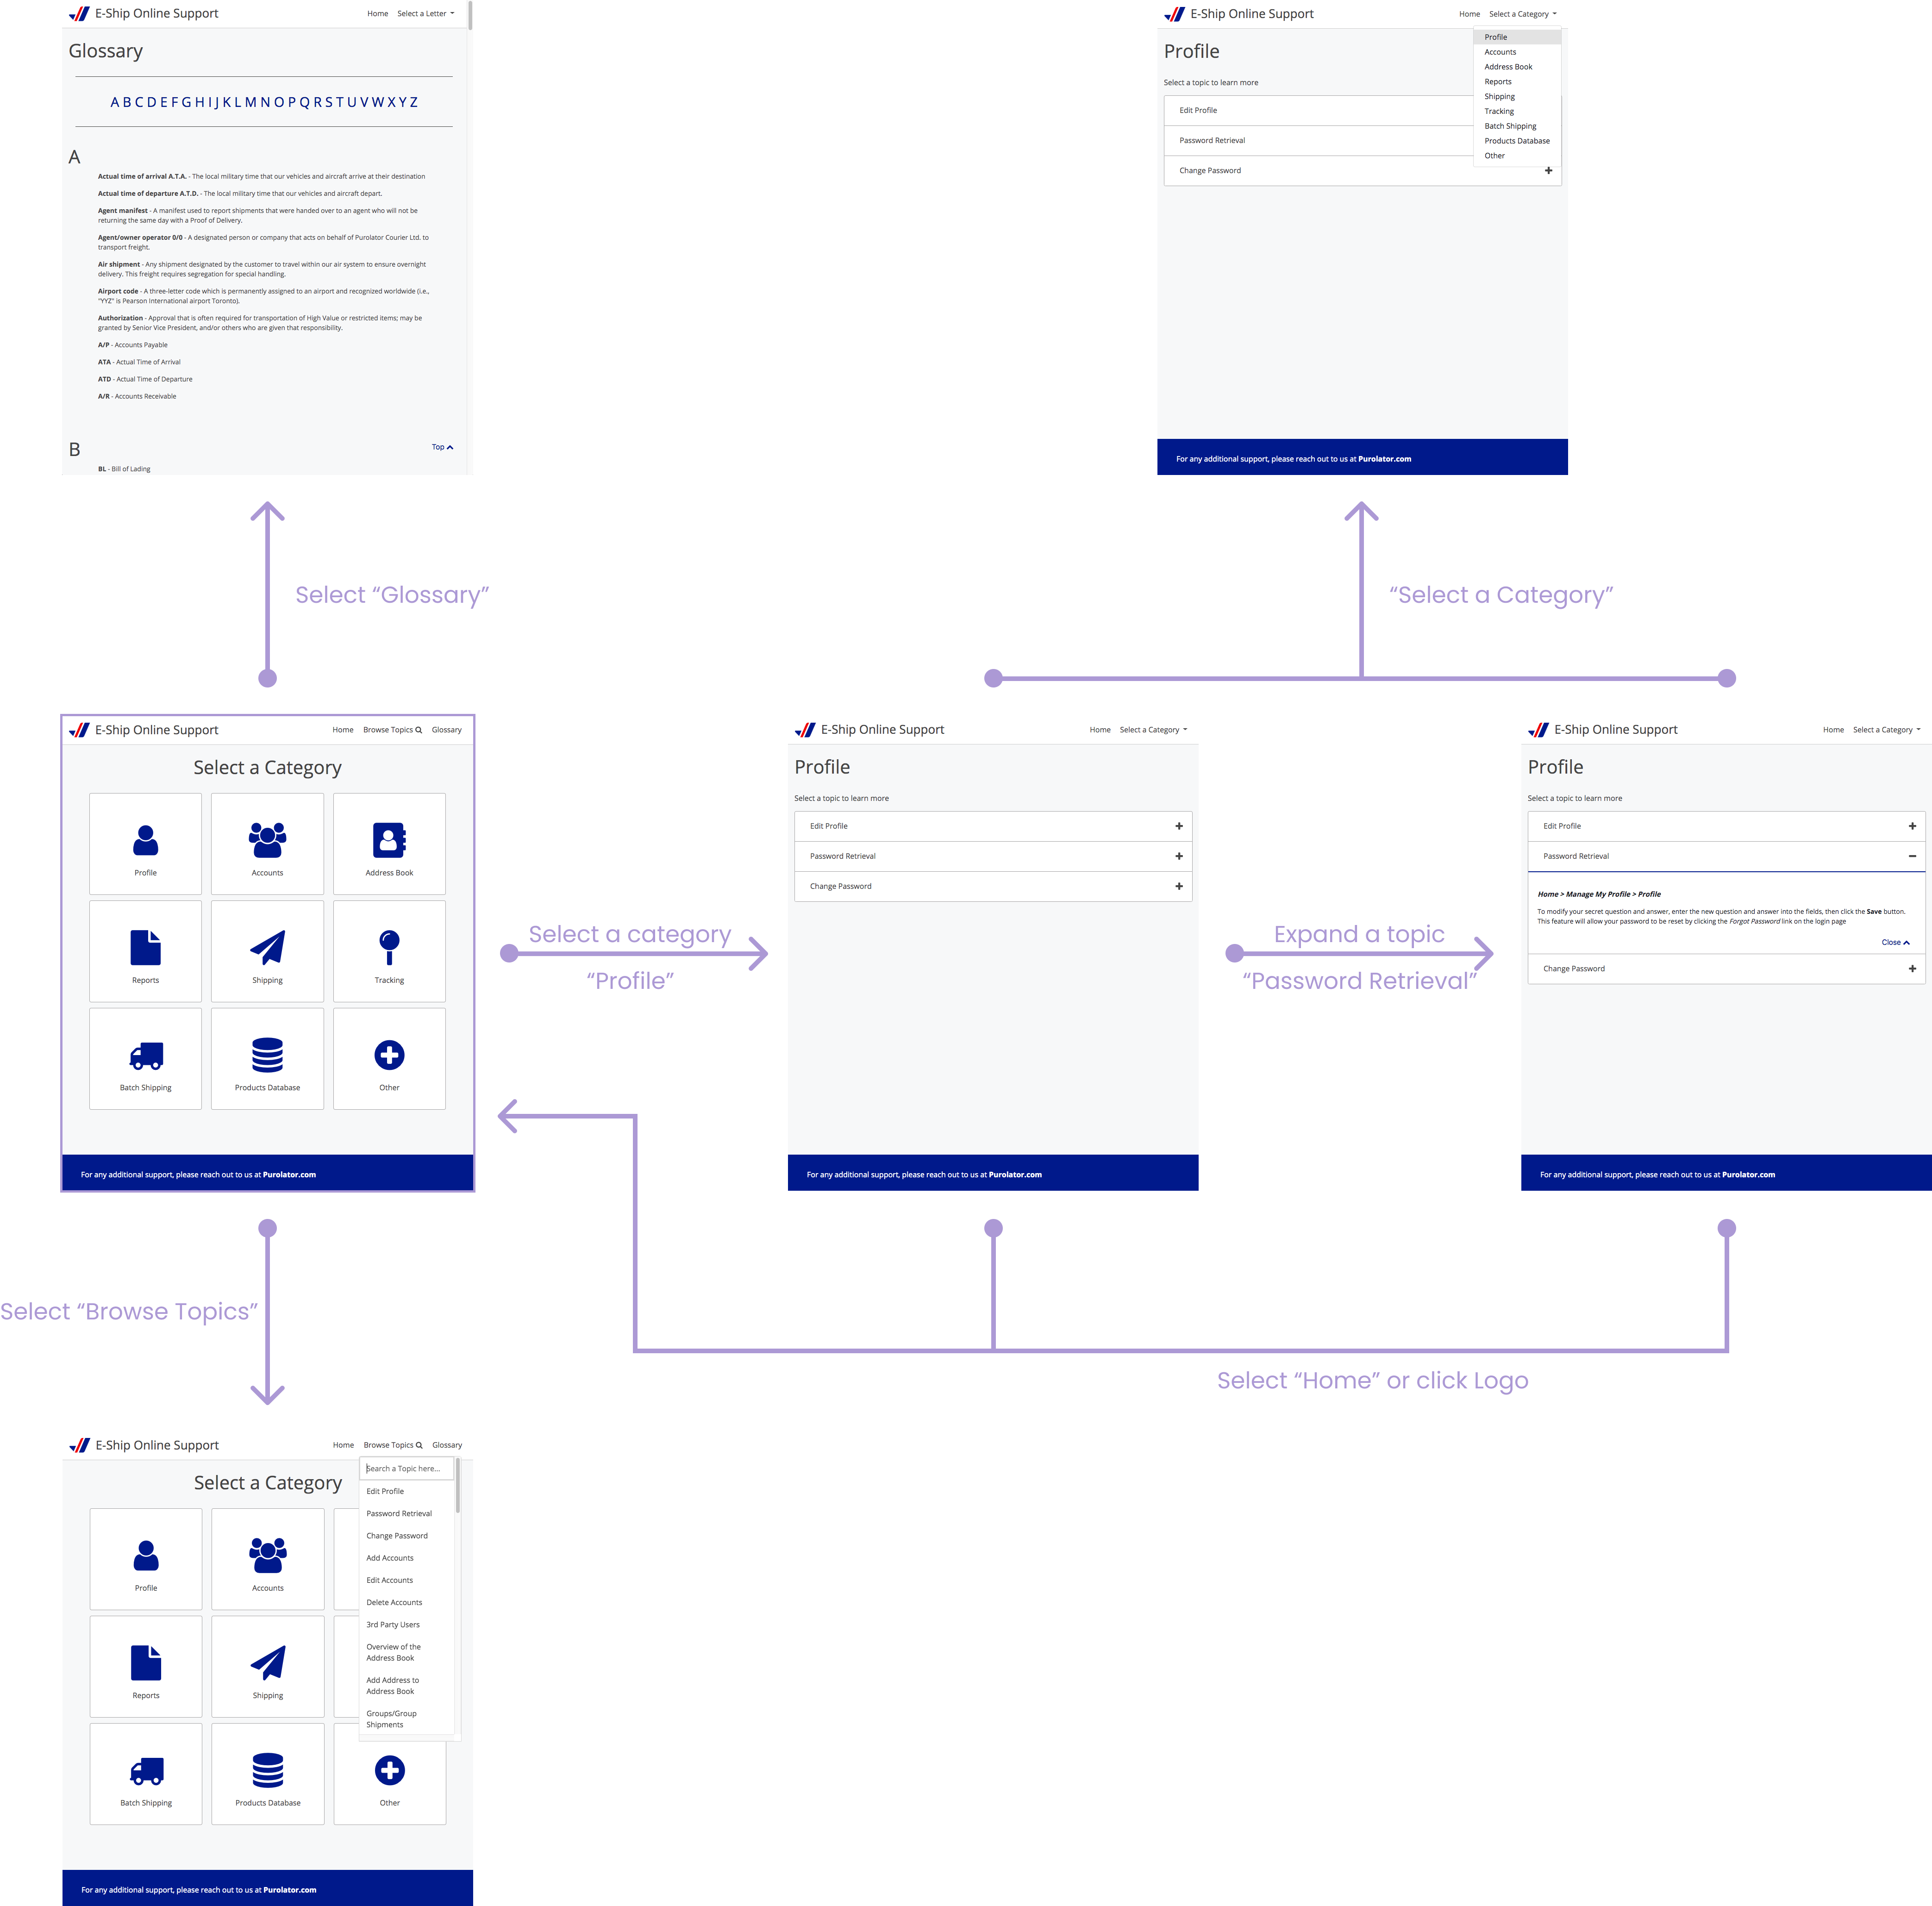 E-Ship Online Support
Home Select a Letter
Glossary
A B C D E F G H I J K L M N O P Q R S T U V W X Y Z
A
Actual time of arrival A.T.A. - The local military time that our vehicles and aircraft arrive at their destination
Actual time of departure A.T.D. - The local military time that our vehicles and aircraft depart.
Agent manifest - A manifest used to report shipments that were handed over to an agent who will not be
returning the same day with a Proof of Delivery.
Agent/owner operator 0/0 - A designated person or company that acts on behalf of Purolator Courier Ltd. to
transport freight.
Air shipment - Any shipment designated by the customer to travel within our air system to ensure overnight
delivery. This freight requires segregation for special handling.
Airport code - A three-letter code which is permanently assigned to an airport and recognized worldwide (i.e.,
"YYZ" is Pearson International airport Toronto).
Authorization - Approval that is often required for transportation of High Value or restricted items; may be
granted by Senior Vice President, and/or others who are given that responsibility.
A/P - Accounts Payable
ATA - Actual Time of Arrival
ATD - Actual Time of Departure
A/R - Accounts Receivable
B
Top
BL - Bill of Lading
E-Ship Online Support
Home Select a Category
Profile
Select a topic to learn more
Edit Profile
Password Retrieval
Change Password
Profile
Accounts
Address Book
Reports
Shipping
Tracking
Batch Shipping
Products Database
Other
For any additional support, please reach out to us at Purolator.com
Select “Glossary”
“Select a Category”
E-Ship Online Support
Home Browse Topics Glossary
Select a Category
Profile
Accounts
Address Book
Reports
Shipping
Tracking
Batch Shipping
Products Database
Other
For any additional support, please reach out to us at Purolator.com
Select a category
“Profile”
E-Ship Online Support
Home Select a Category
Profile
Select a topic to learn more
Edit Profile
Password Retrieval
Change Password
For any additional support, please reach out to us at Purolator.com
Expand a topic
“Password Retrieval”
E-Ship Online Support
Home Select a Category
Profile
Select a topic to learn more
Edit Profile
Password Retrieval
Home > Manage My Profile > Profile
To modify your secret question and answer, enter the new question and answer into the fields, then click the Save button.
This feature will allow your password to be reset by clicking the Forgot Password link on the login page
Close
Change Password
For any additional support, please reach out to us at Purolator.com
Select “Browse Topics”
Select “Home” or click Logo
E-Ship Online Support
Home Browse Topics Glossary
Select a Category
Search a Topic here...
Edit Profile
Password Retrieval
Change Password
Add Accounts
Edit Accounts
Delete Accounts
3rd Party Users
Overview of the
Address Book
Add Address to
Address Book
Groups/Group
Shipments
Profile
Accounts
Reports
Shipping
Batch Shipping
Products Database
Other
For any additional support, please reach out to us at Purolator.com